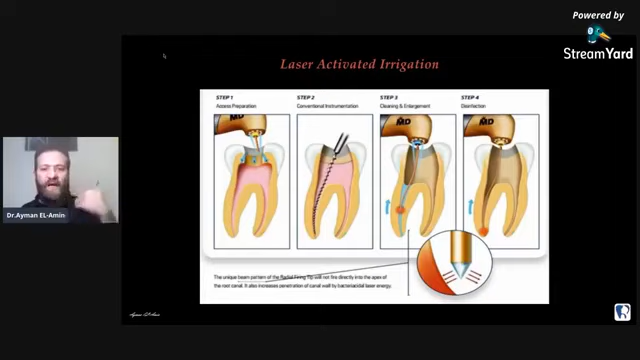 Powered by
StreamYard
Laser Activated Irrigation
STEP 1
Access Preparation
STEP 2
Conventional Instrumentation
STEP 3
Cleaning & Enlargement
STEP 4
Disinfection
MD
MD
MD
Dr.Ayman EL-Amin
The unique beam pattern of the Radial Firing Tip will not fire directly into the apex of
the root canal. It also increases penetration of canal wall by bactericidal laser energy.